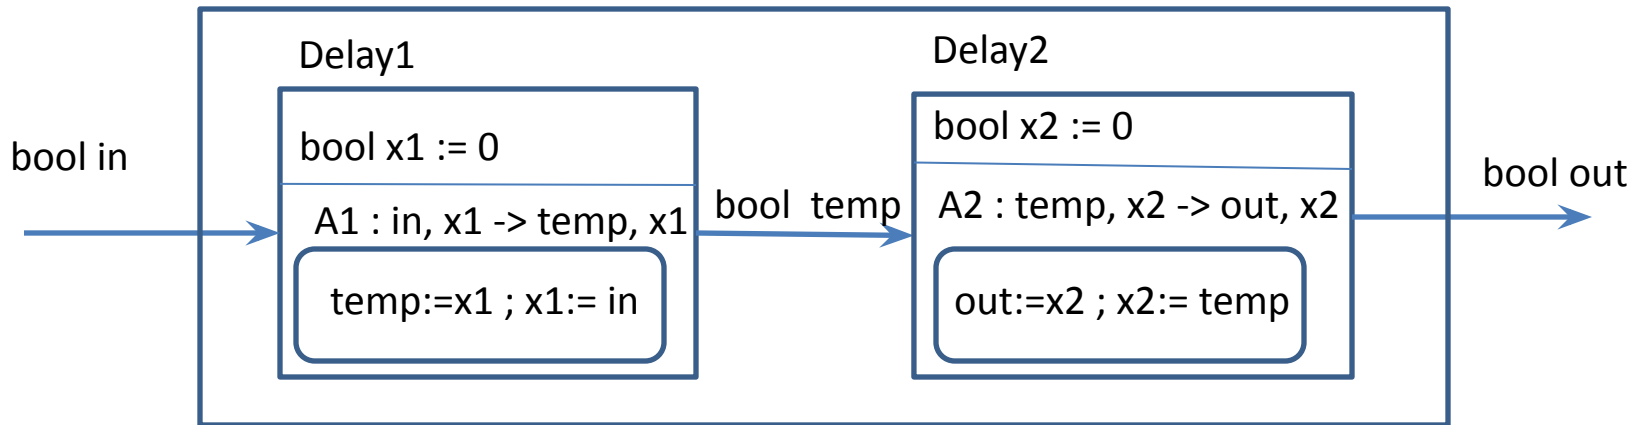 Delay1
Delay2
bool in
bool x1 := 0
bool x2 := 0
bool out
A1 : in, x1 -> temp, x1
bool temp
A2 : temp, x2 -> out, x2
temp:=x1 ; x1:= in
out:=x2 ; x2:= temp